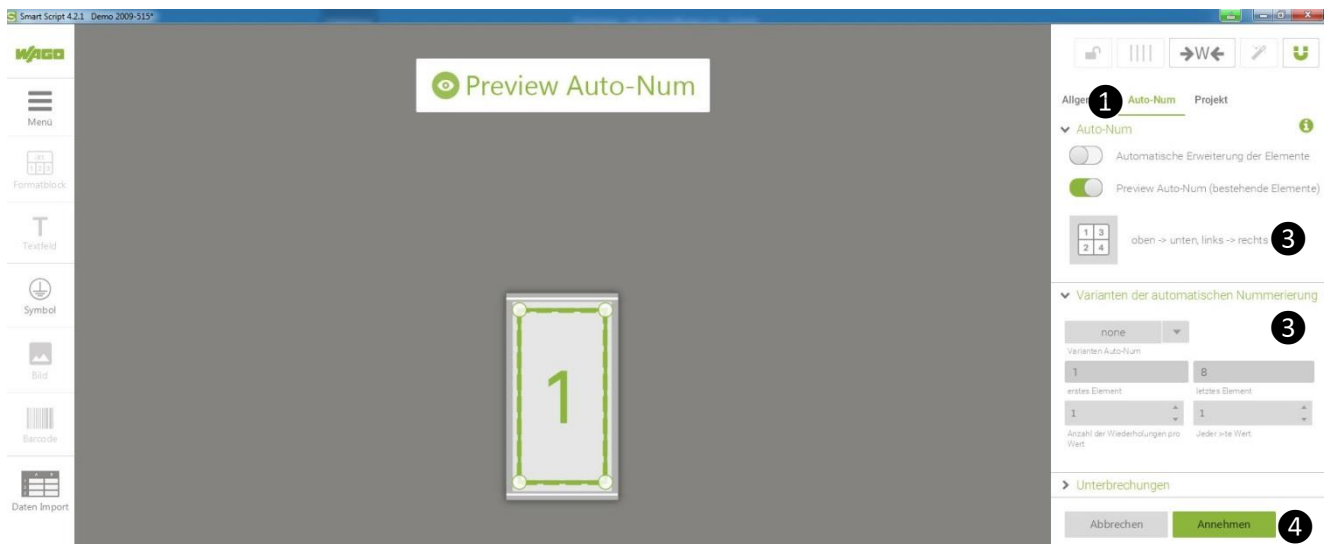 Smart Script 4.2.1 Demo 2009-515*
WAGO
Menü
Formatblock
T
Textfeld
Symbol
Bild
Barcode
Daten Import
Preview Auto-Num
1
→W←
1 Auto-Num Projekt
Auto-Num
Automatische Erweiterung der Elemente
Preview Auto-Num (bestehende Elemente)
1 3
2 4
oben -> unten, links -> rechts 3
Varianten der automatischen Nummerierung
none 3
Varianten Auto-Num
1 8
erstes Element letztes Element
1 1
Anzahl der Wiederholungen pro Wert Jeder x-te Wert
Unterbrechungen
Abbrechen Annehmen 4